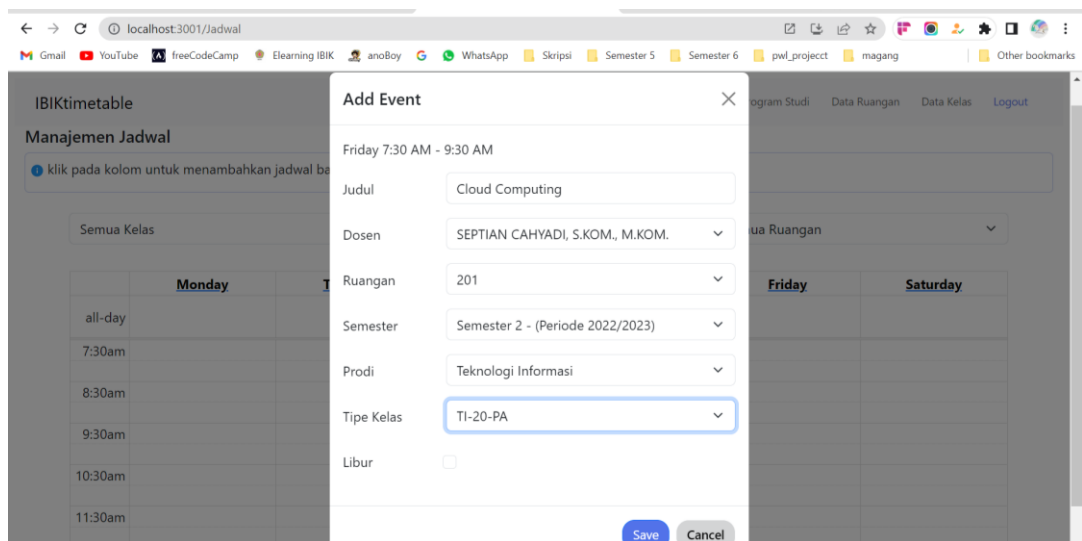 localhost:3001/Jadwal
Gmail YouTube freeCodeCamp Elearning IBIK anoBoy WhatsApp Skripsi Semester 5 Semester 6 pwl_projecct magang Other bookmarks
IBIKtimetable ogram Studi Data Ruangan Data Kelas Logout
Manajemen Jadwal
klik pada kolom untuk menambahkan jadwal ba
Semua Kelas ua Ruangan
Monday T Friday Saturday
all-day
7:30am
8:30am
9:30am
10:30am
11:30am
Add Event
Friday 7:30 AM - 9:30 AM
Judul Cloud Computing
Dosen SEPTIAN CAHYADI, S.KOM., M.KOM.
Ruangan 201
Semester Semester 2 - (Periode 2022/2023)
Prodi Teknologi Informasi
Tipe Kelas TI-20-PA
Libur
Save Cancel